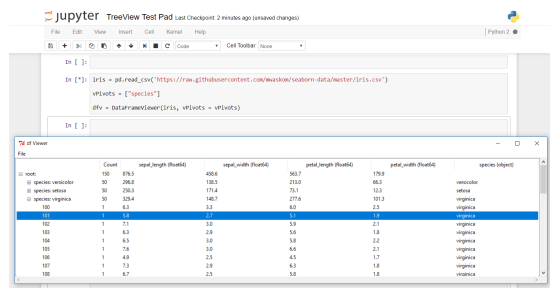 jupyter TreeView Test Pad Last Checkpoint: 2 minutes ago (unsaved changes)
File Edit View Insert Cell Kernel Help Python 2
Code Cell Toolbar: None
In [ ]:
In [*]: iris = pd.read_csv('https://raw.githubusercontent.com/mwaskom/seaborn-data/master/iris.csv')
vPivots = ["species"]
dfv = DataFrameViewer(iris, vPivots = vPivots)
In [ ]:
df Viewer
File
Count sepal_length (float64) sepal_width (float64) petal_length (float64) petal_width (float64) species (object)
root: 150 876.5 458.6 563.7 179.9
species: versicolor 50 296.8 138.5 213.0 66.3 versicolor
species: setosa 50 250.3 171.4 73.1 12.3 setosa
species: virginica 50 329.4 148.7 277.6 101.3 virginica
100 1 6.3 3.3 6.0 2.5 virginica
101 1 5.8 2.7 5.1 1.9 virginica
102 1 7.1 3.0 5.9 2.1 virginica
103 1 6.3 2.9 5.6 1.8 virginica
104 1 6.5 3.0 5.8 2.2 virginica
105 1 7.6 3.0 6.6 2.1 virginica
106 1 4.9 2.5 4.5 1.7 virginica
107 1 7.3 2.9 6.3 1.8 virginica
108 1 6.7 2.5 5.8 1.8 virginica